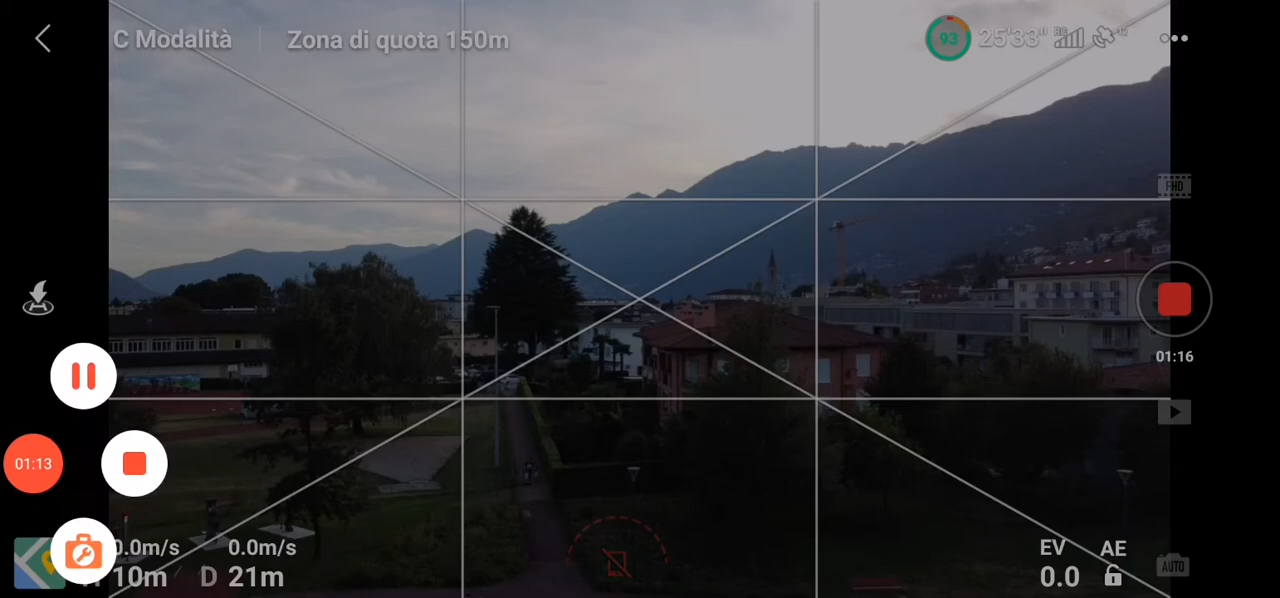 C Modalità
Zona di quota 150m
93
25'33"
RC
FHD
01:16
01:13
0.0m/s
0.0m/s
10m
D 21m
EV
0.0
AE
AUTO